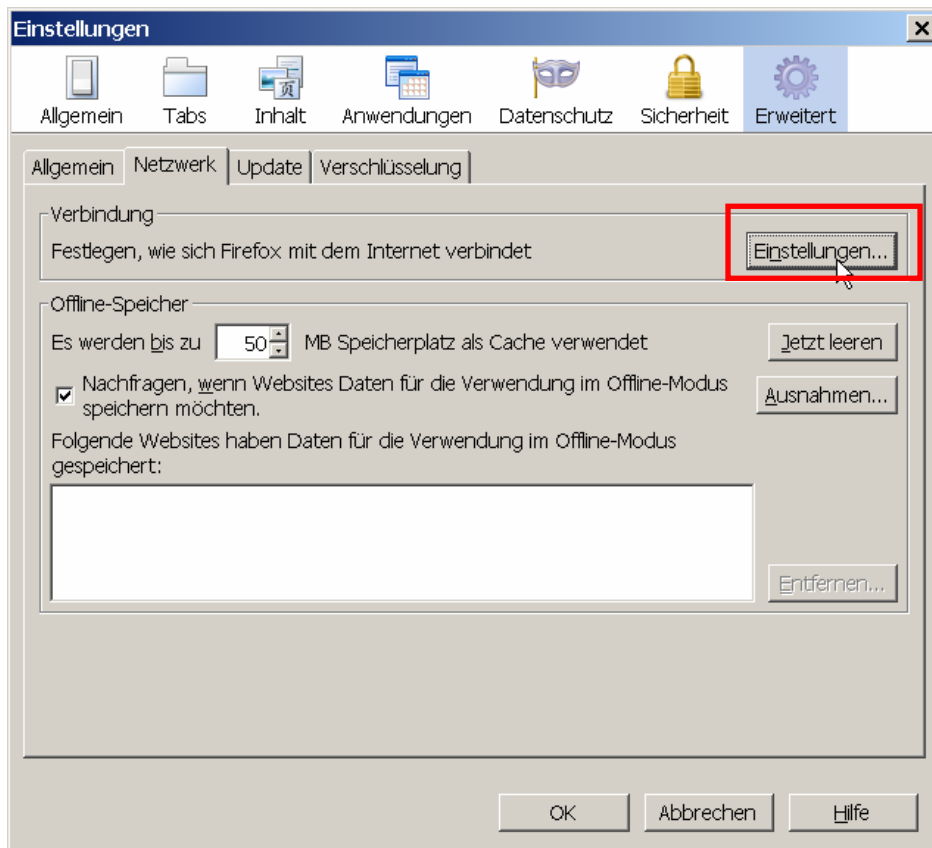 Einstellungen
Allgemein Tabs Inhalt Anwendungen Datenschutz Sicherheit Erweitert
Allgemein Netzwerk Update Verschlüsselung
Verbindung
Festlegen, wie sich Firefox mit dem Internet verbindet Einstellungen...
Offline-Speicher
Es werden bis zu 50 MB Speicherplatz als Cache verwendet Jetzt leeren
Nachfragen, wenn Websites Daten für die Verwendung im Offline-Modus
speichern möchten. Ausnahmen...
Folgende Websites haben Daten für die Verwendung im Offline-Modus
gespeichert:
Entfernen...
OK Abbrechen Hilfe